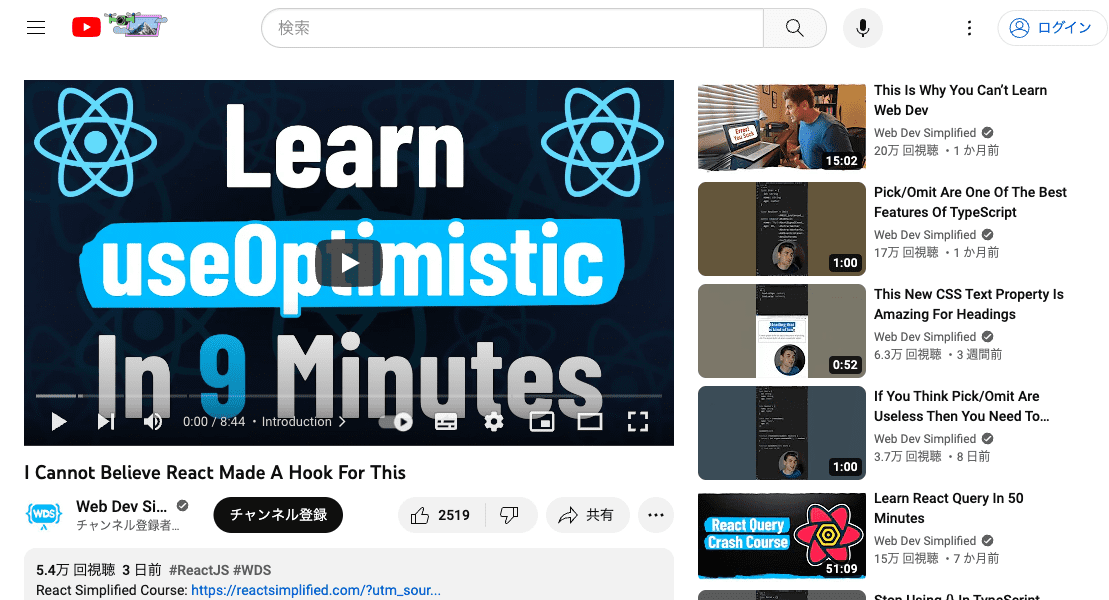 検索
ログイン
Learn
useOptimistic
In 9 Minutes
0:00 / 8:44 • Introduction
I Cannot Believe React Made A Hook For This
WDS
Web Dev Si...
チャンネル登録者...
チャンネル登録
2519
共有
5.4万 回視聴 3 日前 #ReactJS #WDS
React Simplified Course: https://reactsimplified.com/?utm_sour...
15:02
This Is Why You Can’t Learn
Web Dev
Web Dev Simplified
20万 回視聴 ・1 か月前
1:00
Pick/Omit Are One Of The Best
Features Of TypeScript
Web Dev Simplified
17万 回視聴 ・1 か月前
0:52
This New CSS Text Property Is
Amazing For Headings
Web Dev Simplified
6.3万 回視聴 ・3 週間前
1:00
If You Think Pick/Omit Are
Useless Then You Need To…
Web Dev Simplified
3.7万 回視聴 ・8 日前
React Query
Crash Course
51:09
Learn React Query In 50
Minutes
Web Dev Simplified
15万 回視聴 ・7 か月前
Stop Using {} In TypeScript